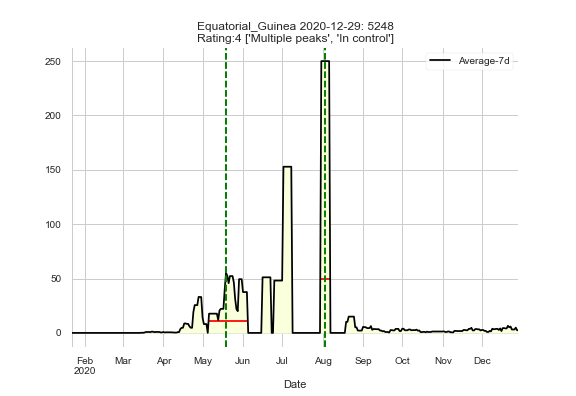 Equatorial_Guinea 2020-12-29: 5248
Rating:4 ['Multiple peaks', 'In control']
Average-7d
250
200
150
100
50
0
Feb Mar Apr May Jun Jul Aug Sep Oct Nov Dec
2020
Date